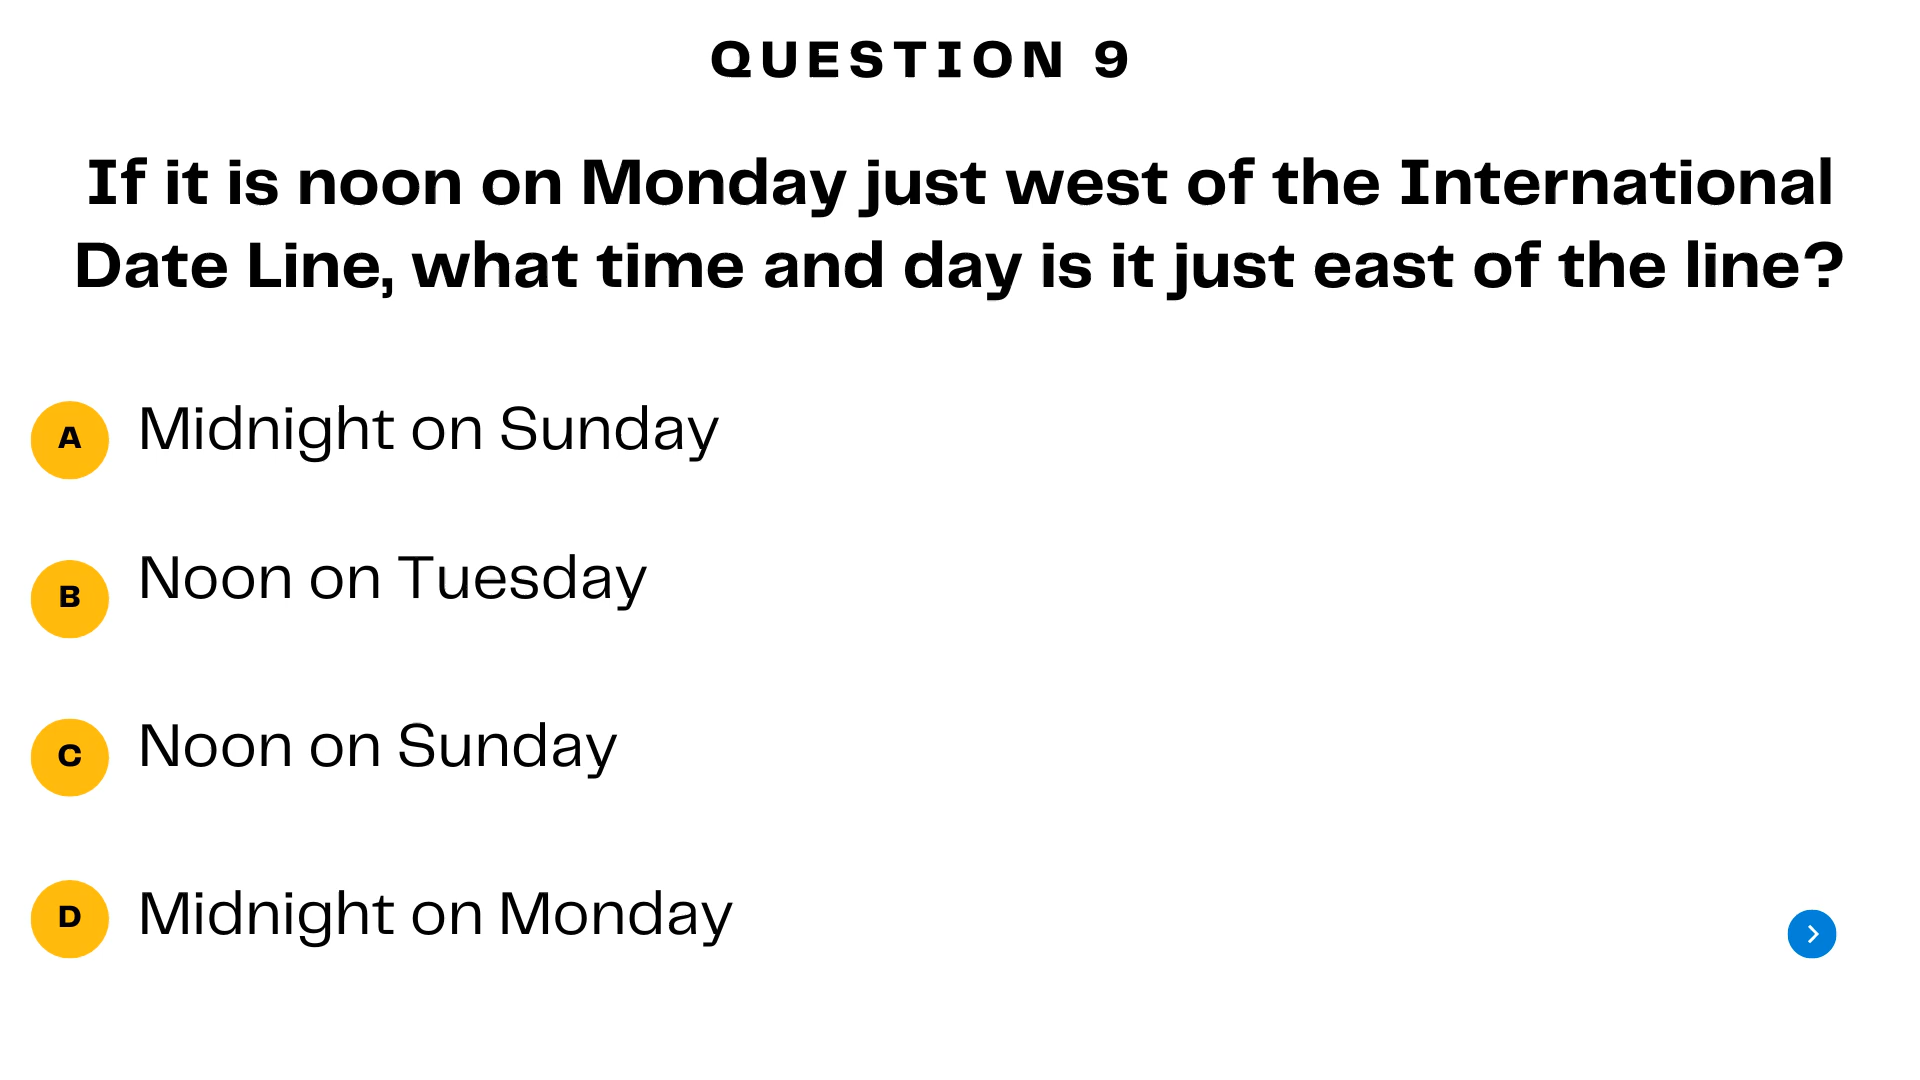 QUESTION 9
If it is noon on Monday just west of the International
Date Line, what time and day is it just east of the line?
A Midnight on Sunday
B Noon on Tuesday
C Noon on Sunday
D Midnight on Monday